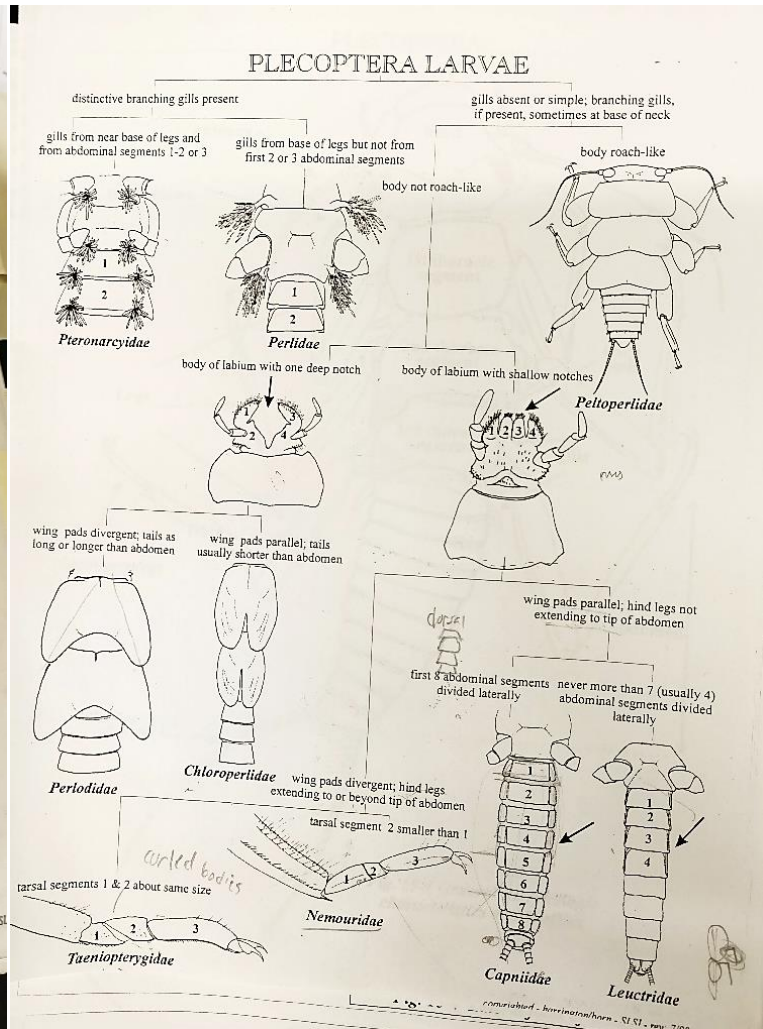 PLECOPTERA LARVAE
distinctive branching gills present
gills absent or simple; branching gills,
if present, sometimes at base of neck
gills from near base of legs and
from abdominal segments 1-2 or 3
gills from base of legs but not from
first 2 or 3 abdominal segments
body not roach-like
body roach-like
1
2
Pteronarcyidae
1
2
Perlidae
Peltoperlidae
body of labium with one deep notch
1 3
2 4
body of labium with shallow notches
1 2 3 4
wing pads divergent; tails as
long or longer than abdomen
wing pads parallel; tails
usually shorter than abdomen
Perlodidae
Chloroperlidae
wing pads parallel; hind legs not
extending to tip of abdomen
dorsal
first 8 abdominal segments
divided laterally
never more than 7 (usually 4)
abdominal segments divided
laterally
1
2
3
4
5
6
7
8
Capniidae
1
2
3
4
Leuctridae
wing pads divergent; hind legs
extending to or beyond tip of abdomen
tarsal segment 2 smaller than 1
1 2 3
Nemouridae
curled bodies
tarsal segments 1 & 2 about same size
1 2 3
Taeniopterygidae